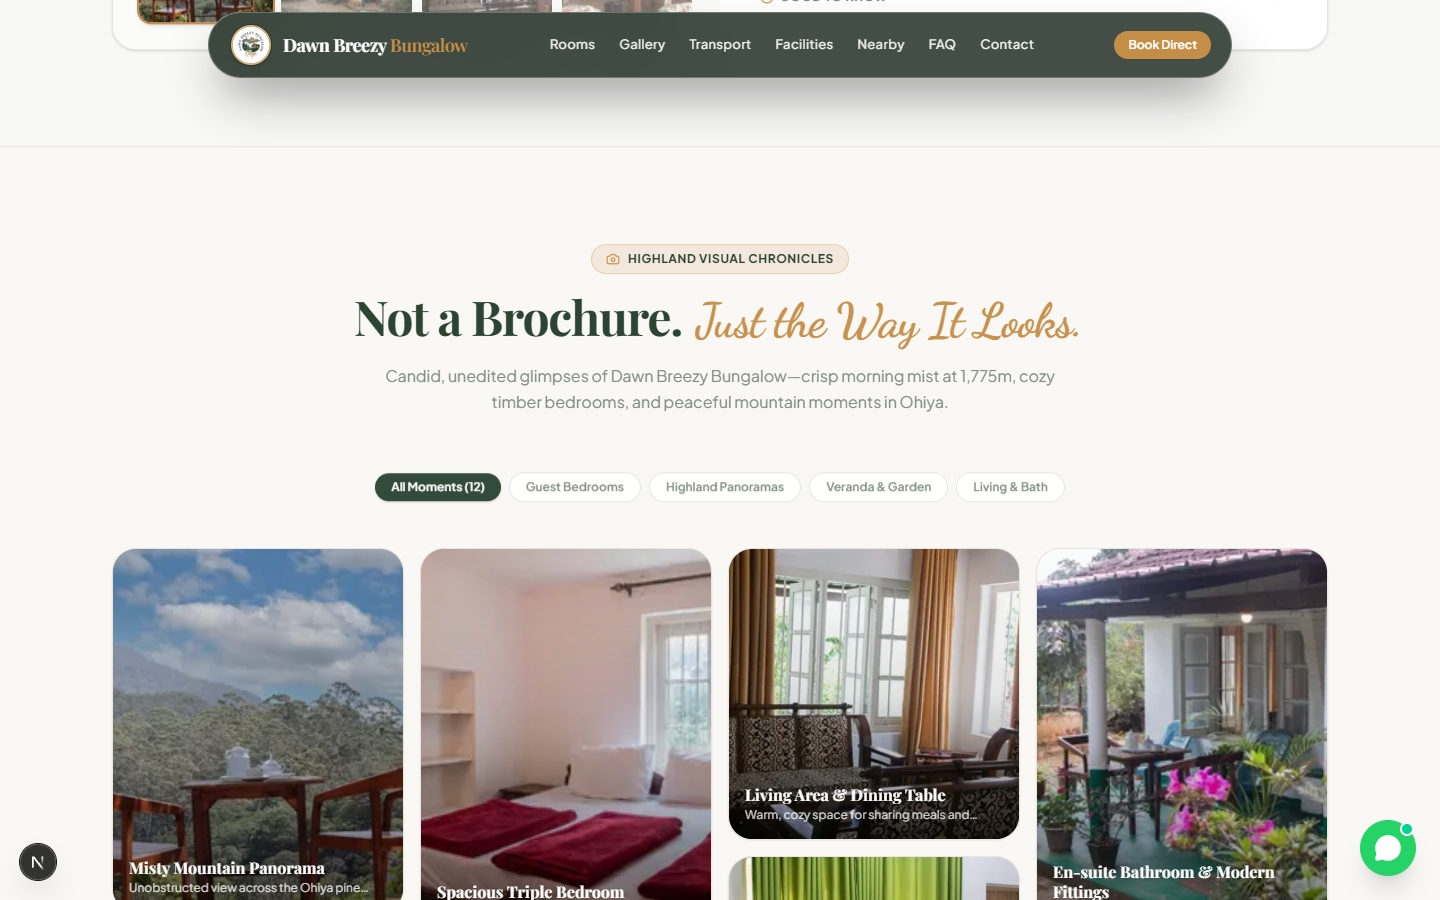 Dawn Breezy Bungalow
Rooms
Gallery
Transport
Facilities
Nearby
FAQ
Contact
Book Direct
HIGHLAND VISUAL CHRONICLES
Not a Brochure. Just the Way It Looks.
Candid, unedited glimpses of Dawn Breezy Bungalow—crisp morning mist at 1,775m, cozy
timber bedrooms, and peaceful mountain moments in Ohiya.
All Moments (12)
Guest Bedrooms
Highland Panoramas
Veranda & Garden
Living & Bath
Misty Mountain Panorama
Unobstructed view across the Ohiya pine...
Spacious Triple Bedroom
Living Area & Dining Table
Warm, cozy space for sharing meals and...
En-suite Bathroom & Modern
Fittings
N